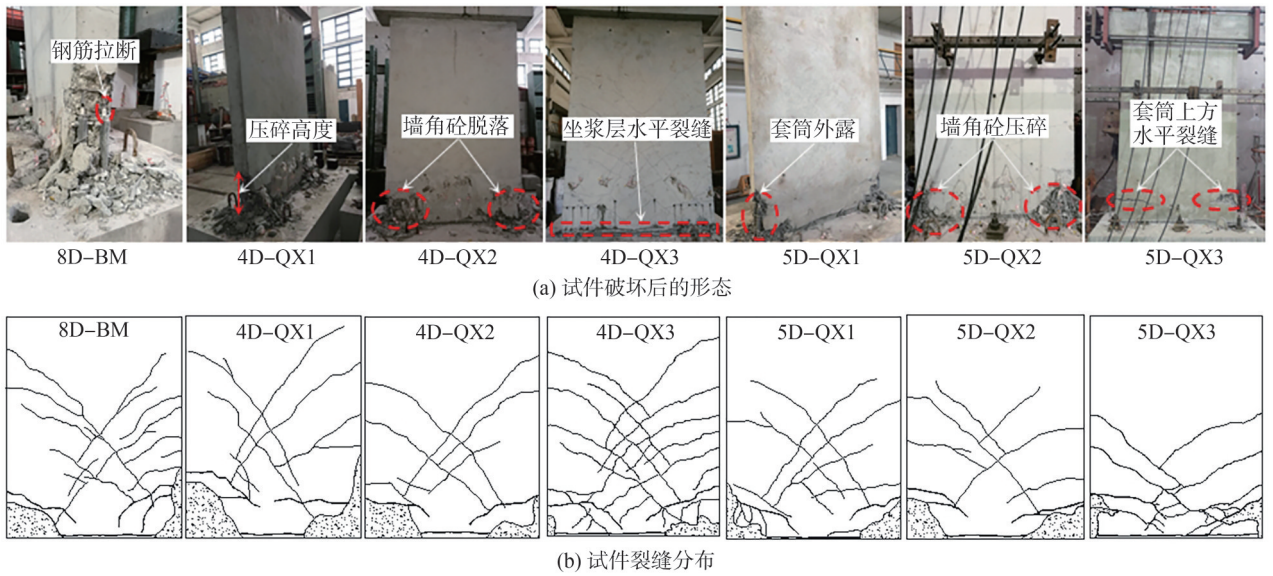 钢筋拉断
压碎高度
墙角砼脱落
坐浆层水平裂缝
套筒外露
墙角砼压碎
套筒上方
水平裂缝
8D-BM
4D-QX1
4D-QX2
4D-QX3
5D-QX1
5D-QX2
5D-QX3
(a) 试件破坏后的形态
8D-BM
4D-QX1
4D-QX2
4D-QX3
5D-QX1
5D-QX2
5D-QX3
(b) 试件裂缝分布